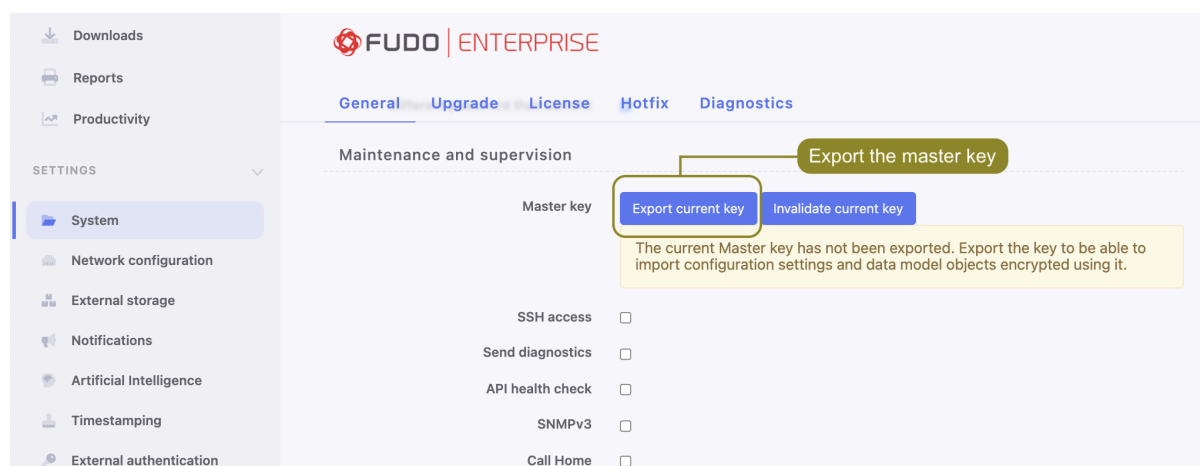 Downloads
Reports
Productivity
SETTINGS
System
Network configuration
External storage
Notifications
Artificial Intelligence
Timestamping
External authentication
FUDO | ENTERPRISE
General Upgrade License Hotfix Diagnostics
Maintenance and supervision
Export the master key
Master key Export current key Invalidate current key
The current Master key has not been exported. Export the key to be able to
import configuration settings and data model objects encrypted using it.
SSH access
Send diagnostics
API health check
SNMPv3
Call Home